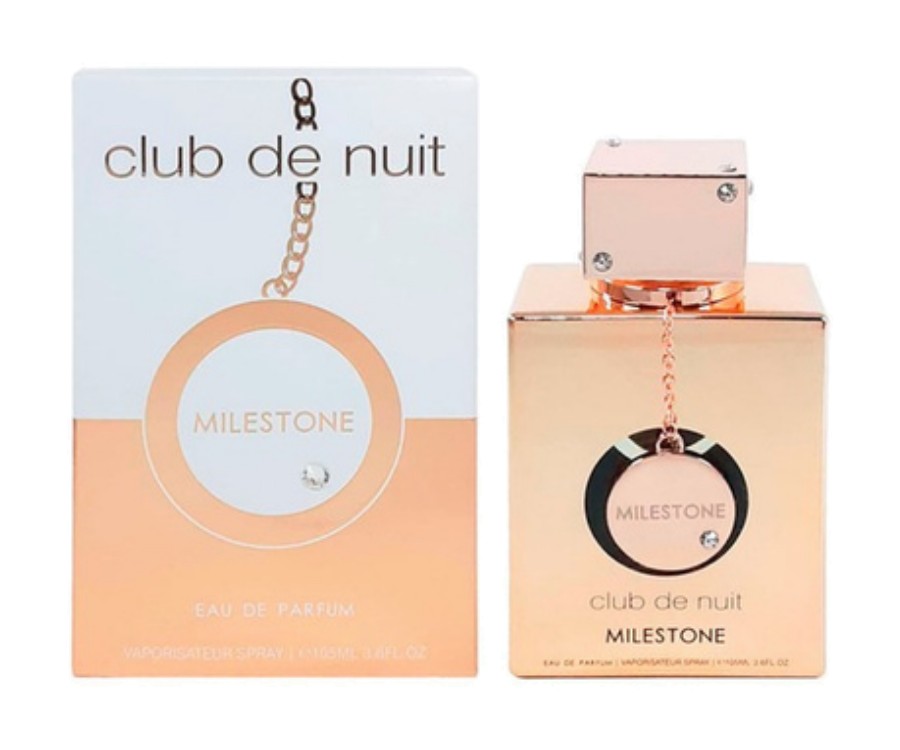 club de nuit
MILESTONE
EAU DE PARFUM
VAPORISATEUR SPRAY | e 105ML 3.6FL.OZ
MILESTONE
club de nuit
MILESTONE
EAU DE PARFUM | VAPORISATEUR SPRAY | e 105ML 3.6FL.OZ